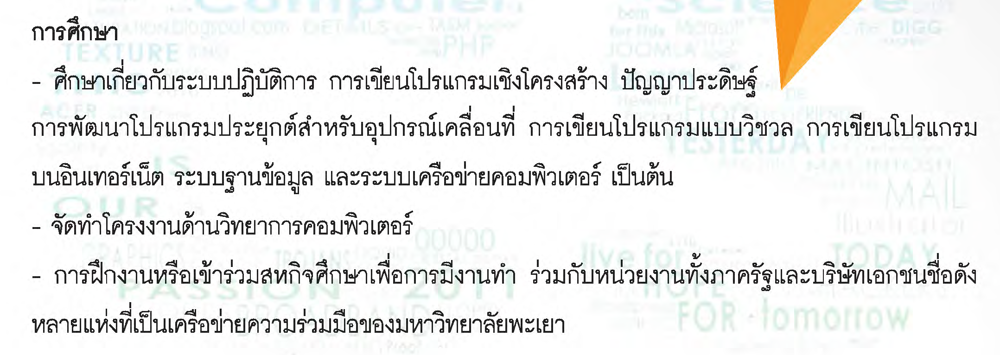 การศึกษา
- ศึกษาเกี่ยวกับระบบปฏิบัติการ การเขียนโปรแกรมเชิงโครงสร้าง ปัญญาประดิษฐ์
การพัฒนาโปรแกรมประยุกต์สำหรับอุปกรณ์เคลื่อนที่ การเขียนโปรแกรมแบบวิชวล การเขียนโปรแกรม
บนอินเทอร์เน็ต ระบบฐานข้อมูล และระบบเครือข่ายคอมพิวเตอร์ เป็นต้น
- จัดทำโครงงานด้านวิทยาการคอมพิวเตอร์
- การฝึกงานหรือเข้าร่วมสหกิจศึกษาเพื่อการมีงานทำ ร่วมกับหน่วยงานทั้งภาครัฐและบริษัทเอกชนชื่อดัง
หลายแห่งที่เป็นเครือข่ายความร่วมมือของมหาวิทยาลัยพะเยา